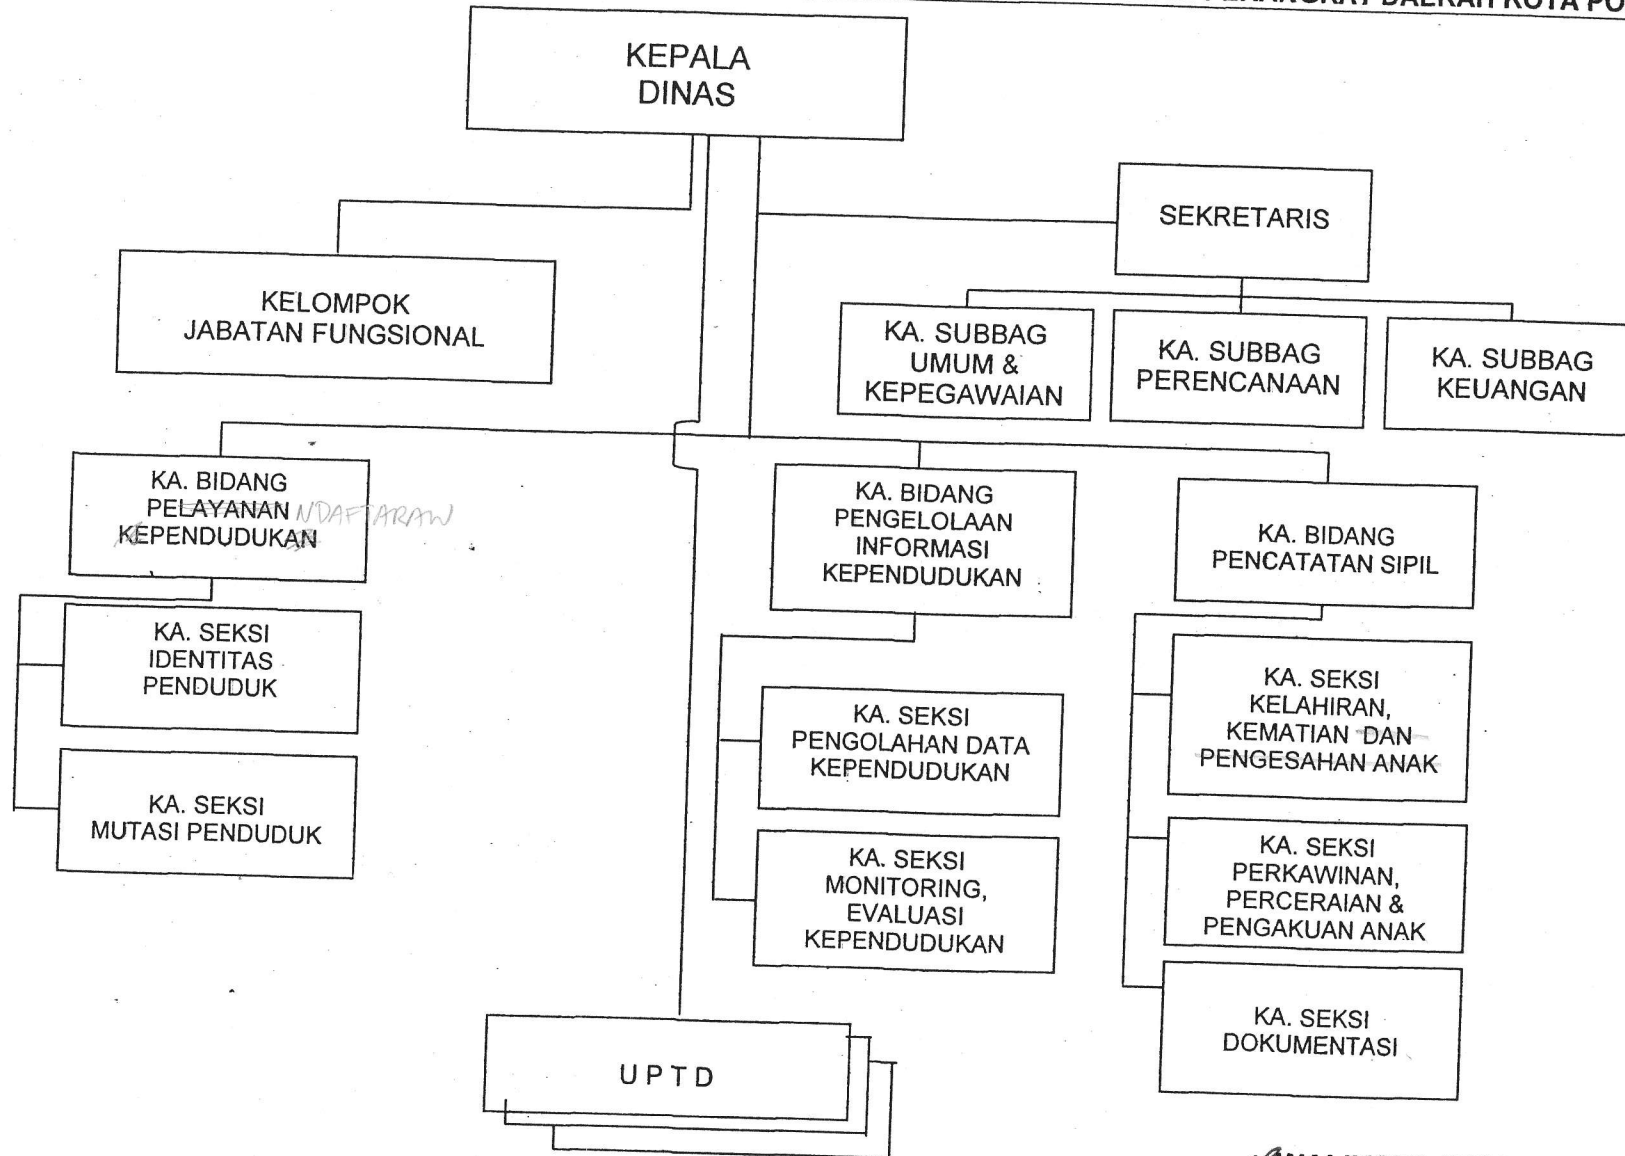 DAERAH KOTA
KEPALA
DINAS
SEKRETARIS
KELOMPOK
JABATAN FUNGSIONAL
KA. SUBBAG
UMUM &
KEPEGAWAIAN
KA. SUBBAG
PERENCANAAN
KA. SUBBAG
KEUANGAN
KA. BIDANG
PELAYANAN NDAFTARAN
KEPENDUDUKAN
KA. BIDANG
PENGELOLAAN
INFORMASI
KEPENDUDUKAN
KA. BIDANG
PENCATATAN SIPIL
KA. SEKSI
IDENTITAS
PENDUDUK
KA. SEKSI
MUTASI PENDUDUK
KA. SEKSI
PENGOLAHAN DATA
KEPENDUDUKAN
KA. SEKSI
MONITORING,
EVALUASI
KEPENDUDUKAN
KA. SEKSI
KELAHIRAN,
KEMATIAN DAN
PENGESAHAN ANAK
KA. SEKSI
PERKAWINAN,
PERCERAIAN &
PENGAKUAN ANAK
KA. SEKSI
DOKUMENTASI
U P T D